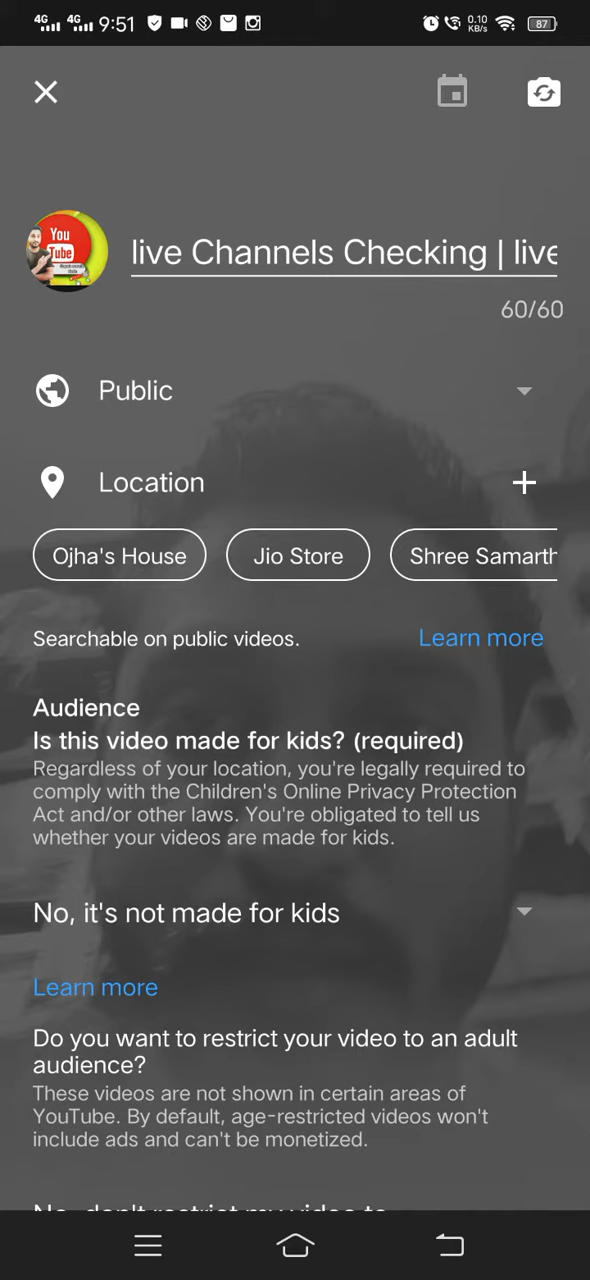 4G 4G 9:51 0.10 KB/s 87
You
Tube
live Channels Checking | live
60/60
Public
Location
Ojha's House Jio Store Shree Samarth
Searchable on public videos. Learn more
Audience
Is this video made for kids? (required)
Regardless of your location, you're legally required to
comply with the Children's Online Privacy Protection
Act and/or other laws. You're obligated to tell us
whether your videos are made for kids.
No, it's not made for kids
Learn more
Do you want to restrict your video to an adult
audience?
These videos are not shown in certain areas of
YouTube. By default, age-restricted videos won't
include ads and can't be monetized.
No, don't restrict my video to